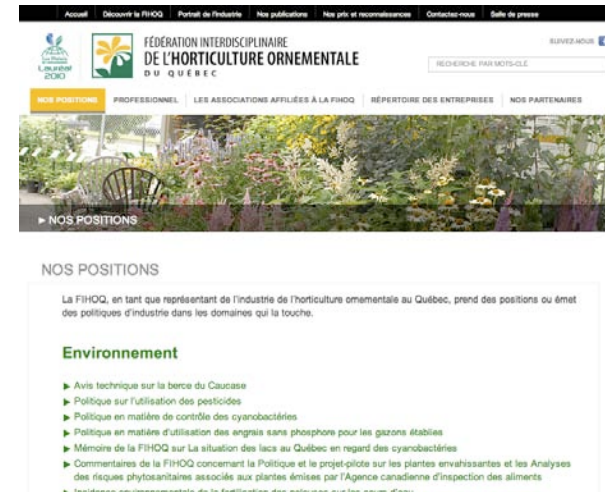 Accueil Découvrir la FIHOQ Portrait de l'industrie Nos publications Nos prix et reconnaissances Contactez-nous Salle de presse
FÉDÉRATION INTERDISCIPLINAIRE
DE L'HORTICULTURE ORNEMENTALE
DU QUÉBEC
Lauréat
2010
SUIVEZ-NOUS
RECHERCHE PAR MOTS-CLÉ
NOS POSITIONS PROFESSIONNEL LES ASSOCIATIONS AFFILIÉES À LA FIHOQ RÉPERTOIRE DES ENTREPRISES NOS PARTENAIRES
► NOS POSITIONS
NOS POSITIONS
La FIHOQ, en tant que représentant de l'industrie de l'horticulture ornementale au Québec, prend des positions ou émet
des politiques d'industrie dans les domaines qui la touche.
Environnement
► Avis technique sur la berce du Caucase
► Politique sur l'utilisation des pesticides
► Politique en matière de contrôle des cyanobactéries
► Politique en matière d'utilisation des engrais sans phosphore pour les gazons établies
► Mémoire de la FIHOQ sur La situation des lacs au Québec en regard des cyanobactéries
► Commentaires de la FIHOQ concernant la Politique et le projet-pilote sur les plantes envahissantes et les Analyses
des risques phytosanitaires associés aux plantes émises par l'Agence canadienne d'inspection des aliments